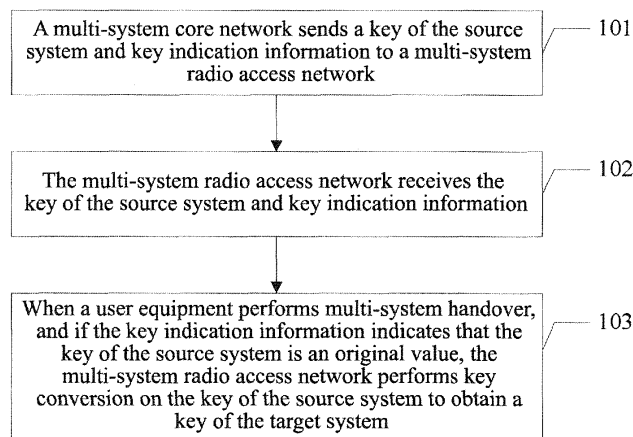 A multi-system core network sends a key of the source
system and key indication information to a multi-system
radio access network
101
The multi-system radio access network receives the
key of the source system and key indication information
102
When a user equipment performs multi-system handover,
and if the key indication information indicates that the
key of the source system is an original value, the
multi-system radio access network performs key
conversion on the key of the source system to obtain a
key of the target system
103